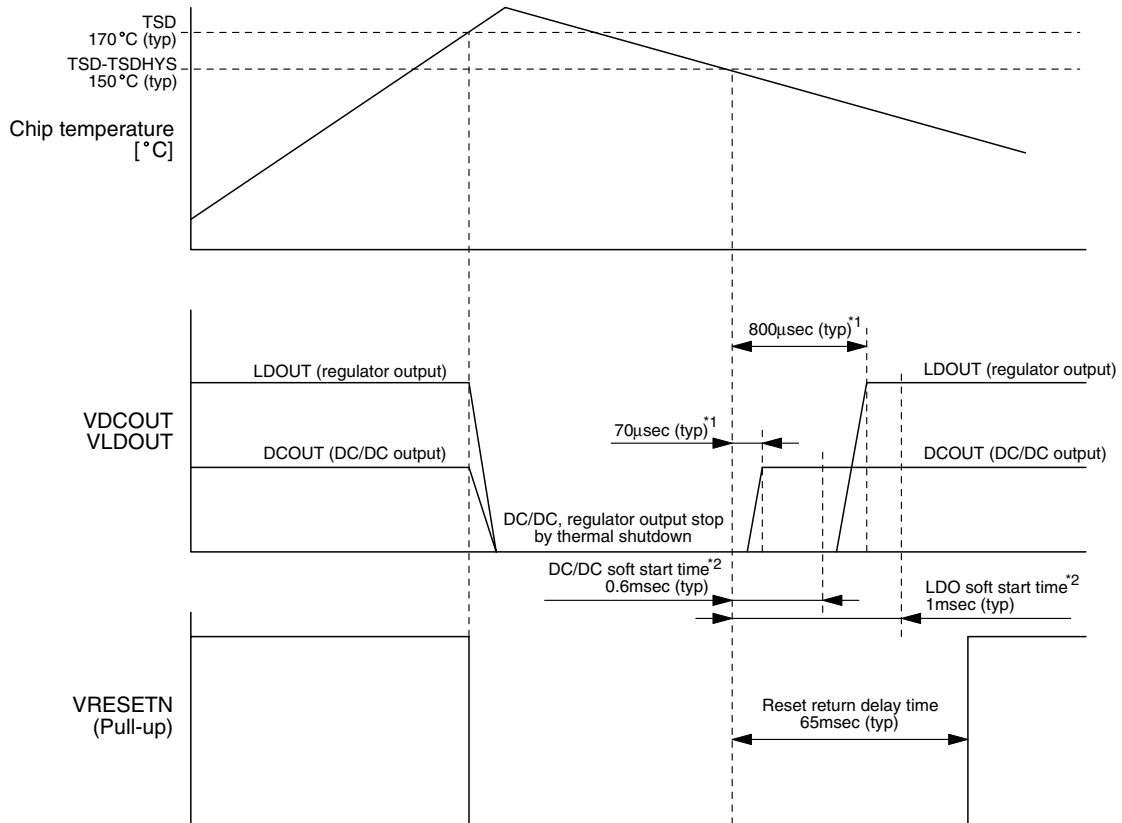 TSD
170°C (typ)
TSD-TSDHYS
150°C (typ)
Chip temperature
[°C]
800µsec (typ)*1
LDOUT (regulator output)
LDOUT (regulator output)
VDCOUT
VLDOUT
70µsec (typ)*1
DCOUT (DC/DC output)
DCOUT (DC/DC output)
DC/DC, regulator output stop
by thermal shutdown
DC/DC soft start time*2
0.6msec (typ)
LDO soft start time*2
1msec (typ)
VRESETN
(Pull-up)
Reset return delay time
65msec (typ)